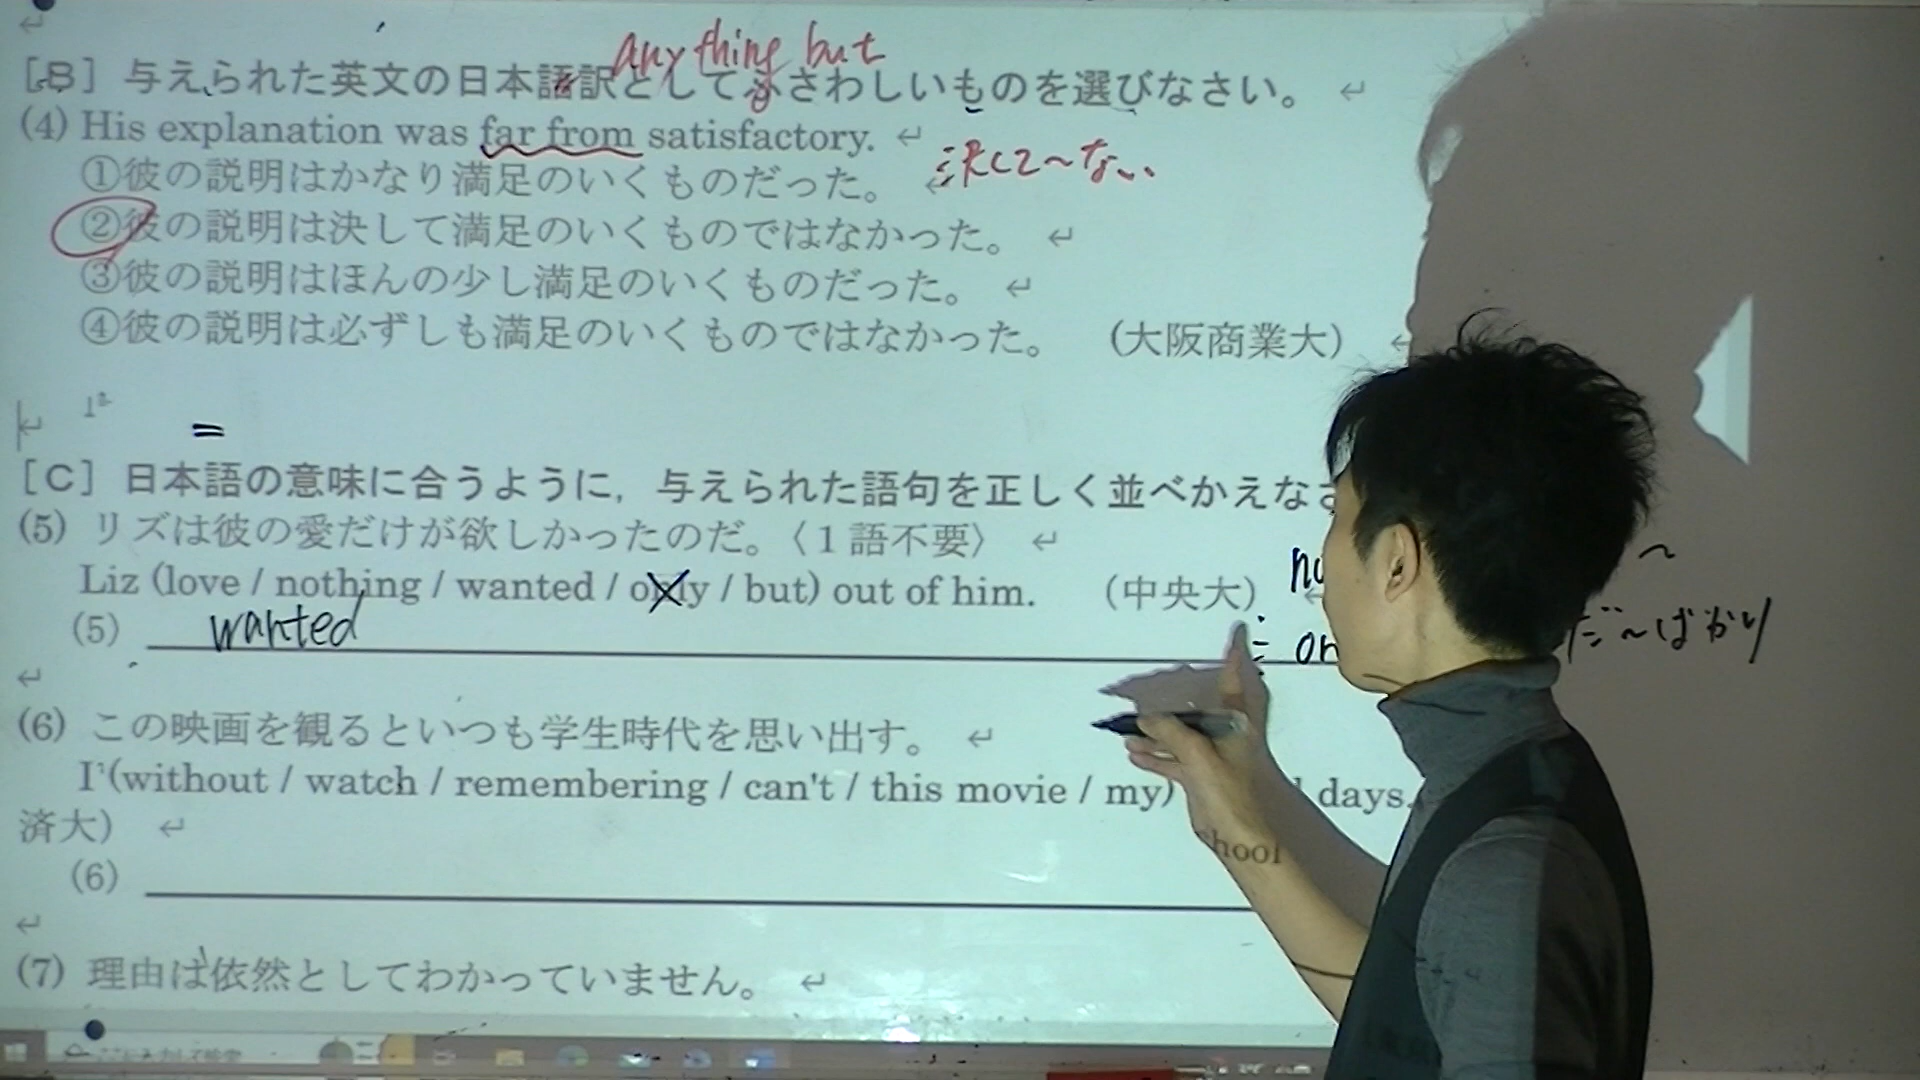 anything but
[B] 与えられた英文の日本語訳としてふさわしいものを選びなさい。
(4) His explanation was far from satisfactory.
決して〜ない
①彼の説明はかなり満足のいくものだった。
②彼の説明は決して満足のいくものではなかった。
③彼の説明はほんの少し満足のいくものだった。
④彼の説明は必ずしも満足のいくものではなかった。 (大阪商業大)
=
[C] 日本語の意味に合うように，与えられた語句を正しく並べかえなさ
(5) リズは彼の愛だけが欲しかったのだ。〈1語不要〉
Liz (love / nothing / wanted / only / but) out of him. (中央大)
〜
(5) wanted
だ〜ばかり
(6) この映画を観るといつも学生時代を思い出す。
I (without / watch / remembering / can't / this movie / my) days.
済大)
hool
(6)
(7) 理由は依然としてわかっていません。